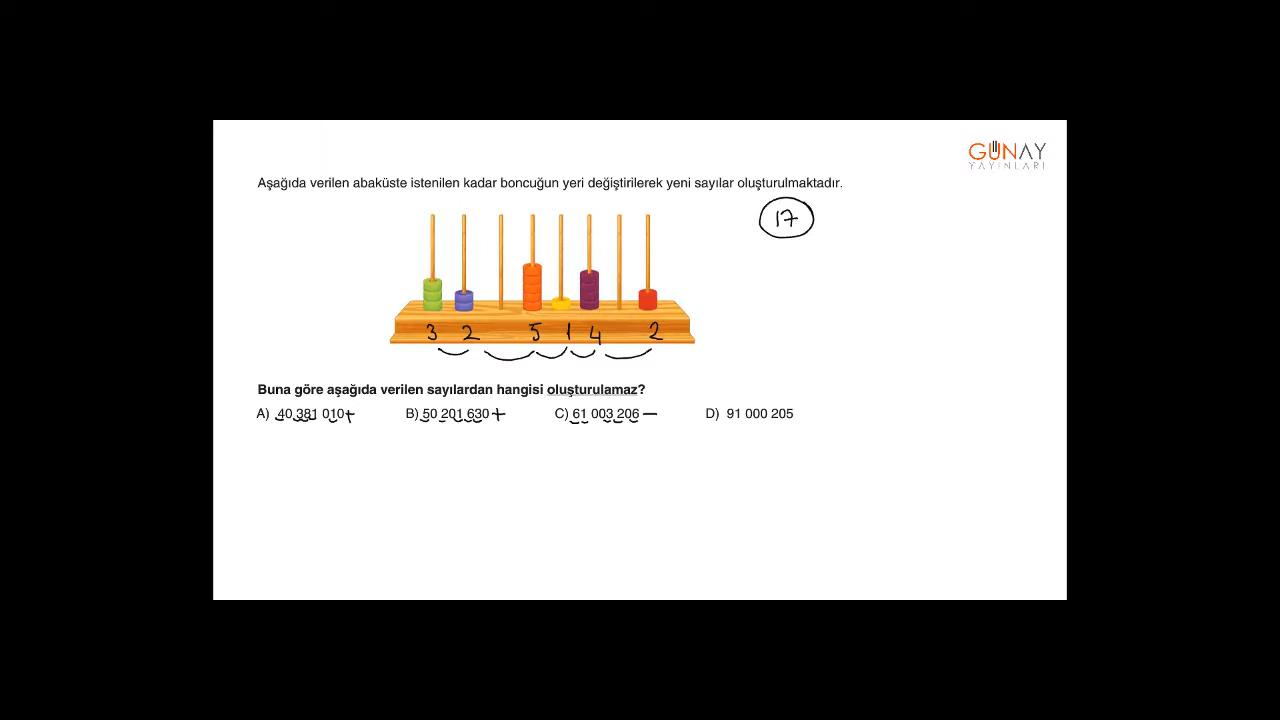 GÜNAY
YAYINLARI
Aşağıda verilen abaküste istenilen kadar boncuğun yeri değiştirilerek yeni sayılar oluşturulmaktadır.
17
3 2 5 1 4 2
Buna göre aşağıda verilen sayılardan hangisi oluşturulamaz?
A) 40 381 010 + B) 50 201 630 + C) 61 003 206 — D) 91 000 205